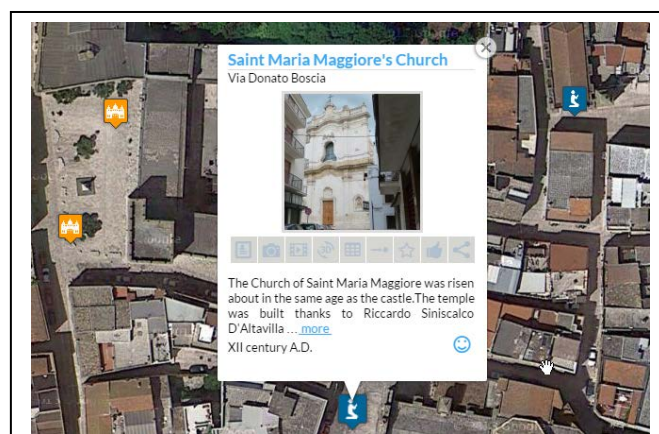 Saint Maria Maggiore's Church
Via Donato Boscia
The Church of Saint Maria Maggiore was risen
about in the same age as the castle.The temple
was built thanks to Riccardo Siniscalco
D'Altavilla ... more
XII century A.D.